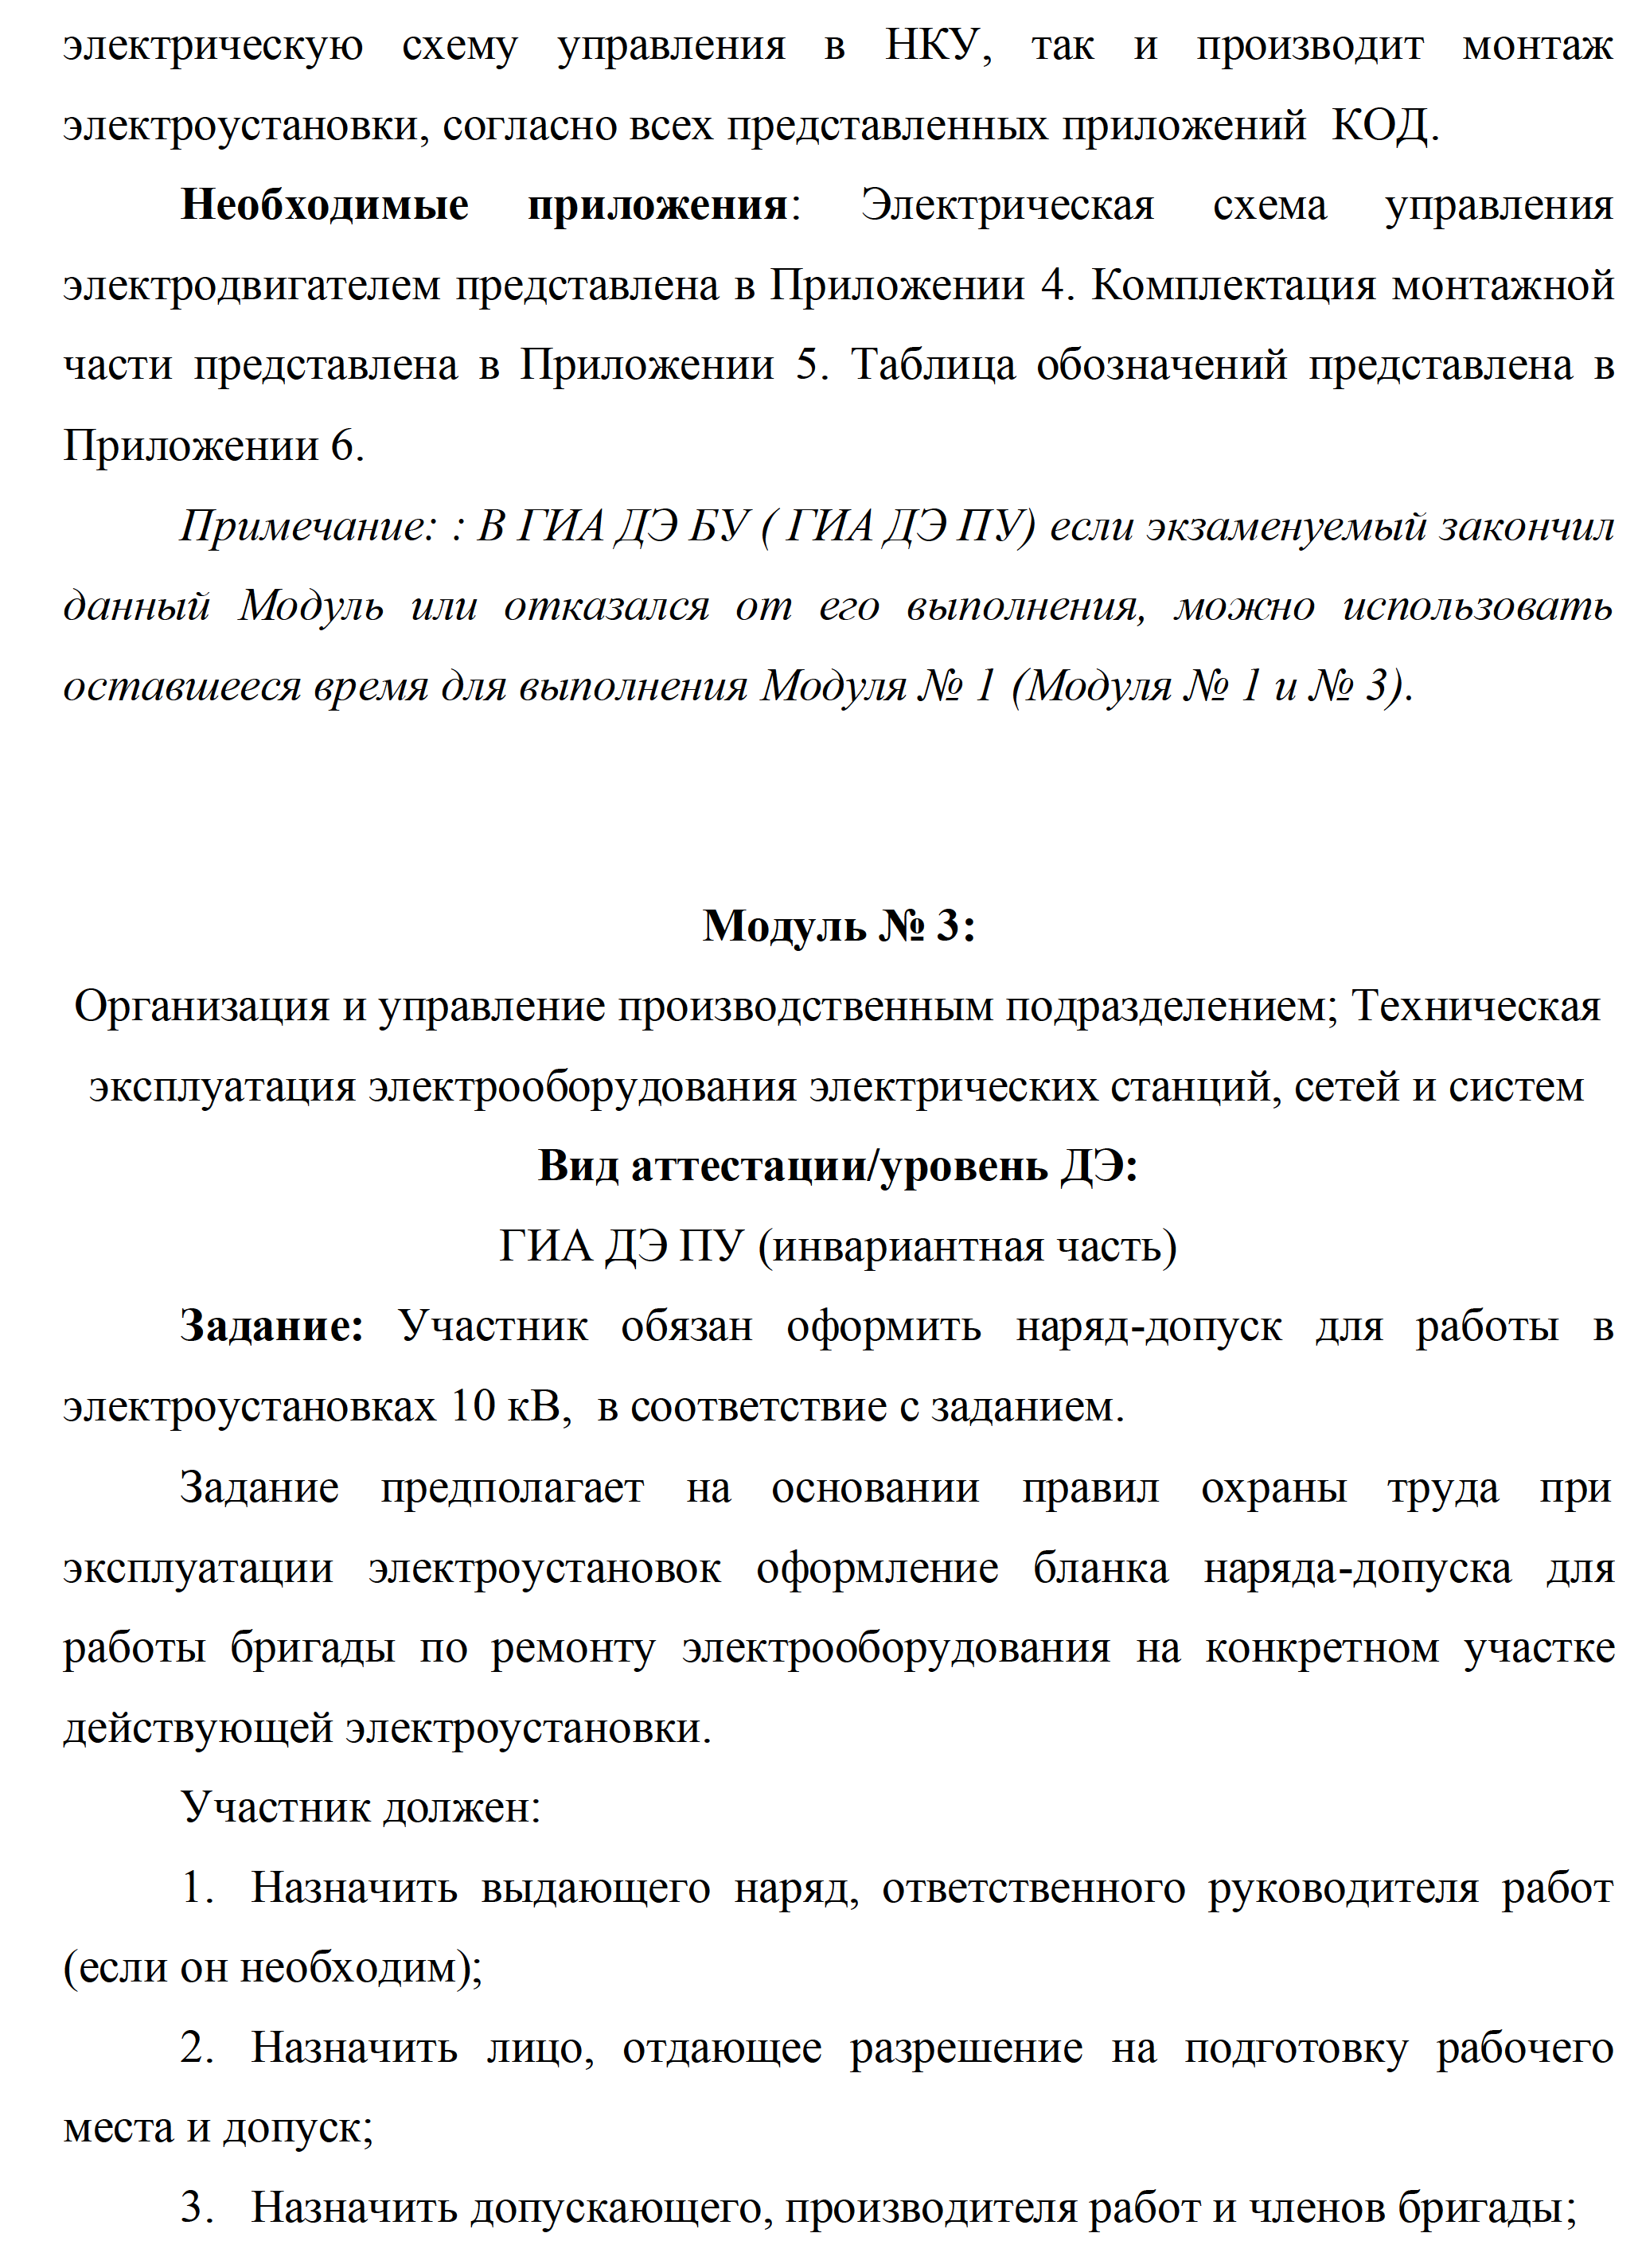 электрическую схему управления в НКУ, так и производит монтаж
электроустановки, согласно всех представленных приложений  КОД.
Необходимые приложения: Электрическая схема управления
электродвигателем представлена в Приложении 4. Комплектация монтажной
части представлена в Приложении 5. Таблица обозначений представлена в
Приложении 6.
Примечание: : В ГИА ДЭ БУ ( ГИА ДЭ ПУ) если экзаменуемый закончил
данный Модуль или отказался от его выполнения, можно использовать
оставшееся время для выполнения Модуля № 1 (Модуля № 1 и № 3).
Модуль № 3:
Организация и управление производственным подразделением; Техническая
эксплуатация электрооборудования электрических станций, сетей и систем
Вид аттестации/уровень ДЭ:
ГИА ДЭ ПУ (инвариантная часть)
Задание: Участник обязан оформить наряд-допуск для работы в
электроустановках 10 кВ,  в соответствие с заданием.
Задание предполагает на основании правил охраны труда при
эксплуатации электроустановок оформление бланка наряда-допуска для
работы бригады по ремонту электрооборудования на конкретном участке
действующей электроустановки.
Участник должен:
1. Назначить выдающего наряд, ответственного руководителя работ
(если он необходим);
2. Назначить лицо, отдающее разрешение на подготовку рабочего
места и допуск;
3. Назначить допускающего, производителя работ и членов бригады;